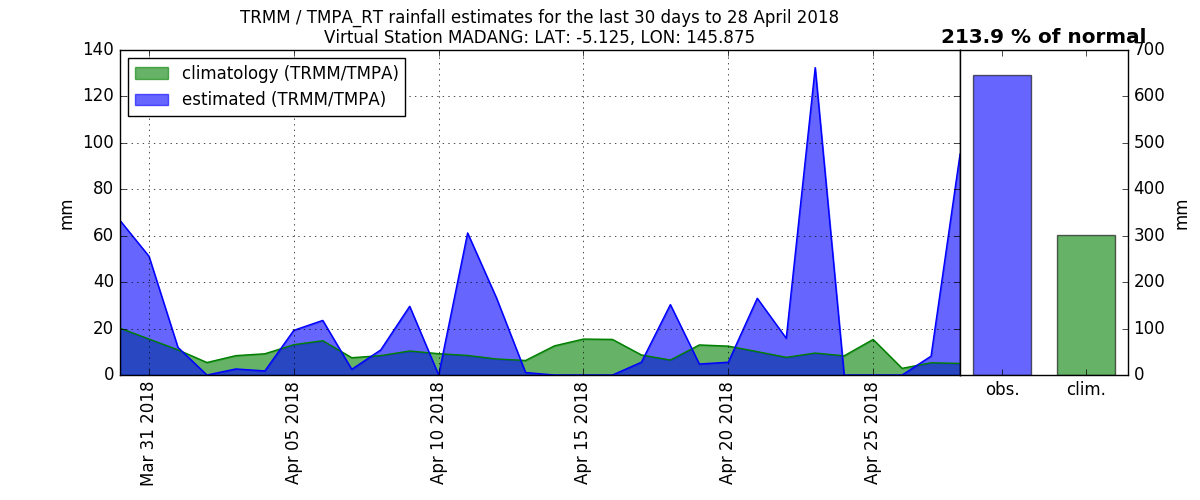 TRMM / TMPA_RT rainfall estimates for the last 30 days to 28 April 2018
Virtual Station MADANG: LAT: -5.125, LON: 145.875
213.9 % of normal
climatology (TRMM/TMPA)
estimated (TRMM/TMPA)
140
120
100
80
60
40
20
0
mm
Mar 31 2018
Apr 05 2018
Apr 10 2018
Apr 15 2018
Apr 20 2018
Apr 25 2018
700
600
500
400
300
200
100
0
mm
obs.
clim.